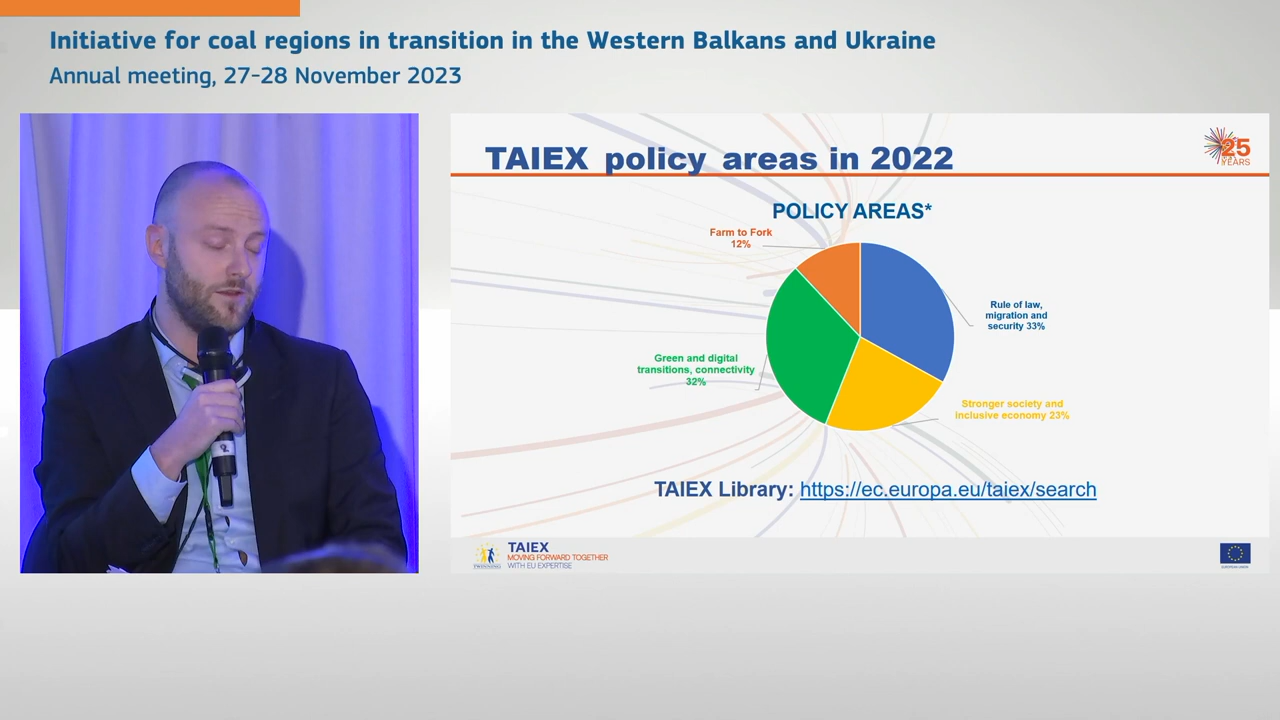 Initiative for coal regions in transition in the Western Balkans and Ukraine
Annual meeting, 27-28 November 2023
TAIEX policy areas in 2022
25
YEARS
POLICY AREAS*
Farm to Fork
12%
Rule of law,
migration and
security 33%
Green and digital
transitions, connectivity
32%
Stronger society and
inclusive economy 23%
TAIEX Library: https://ec.europa.eu/taiex/search
TAIEX
MOVING FORWARD TOGETHER
WITH EU EXPERTISE